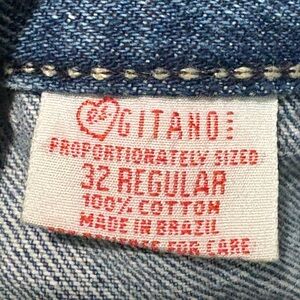 GITANO
PROPORTIONATELY SIZED
32 REGULAR
100% COTTON
MADE IN BRAZIL
FOR CARE